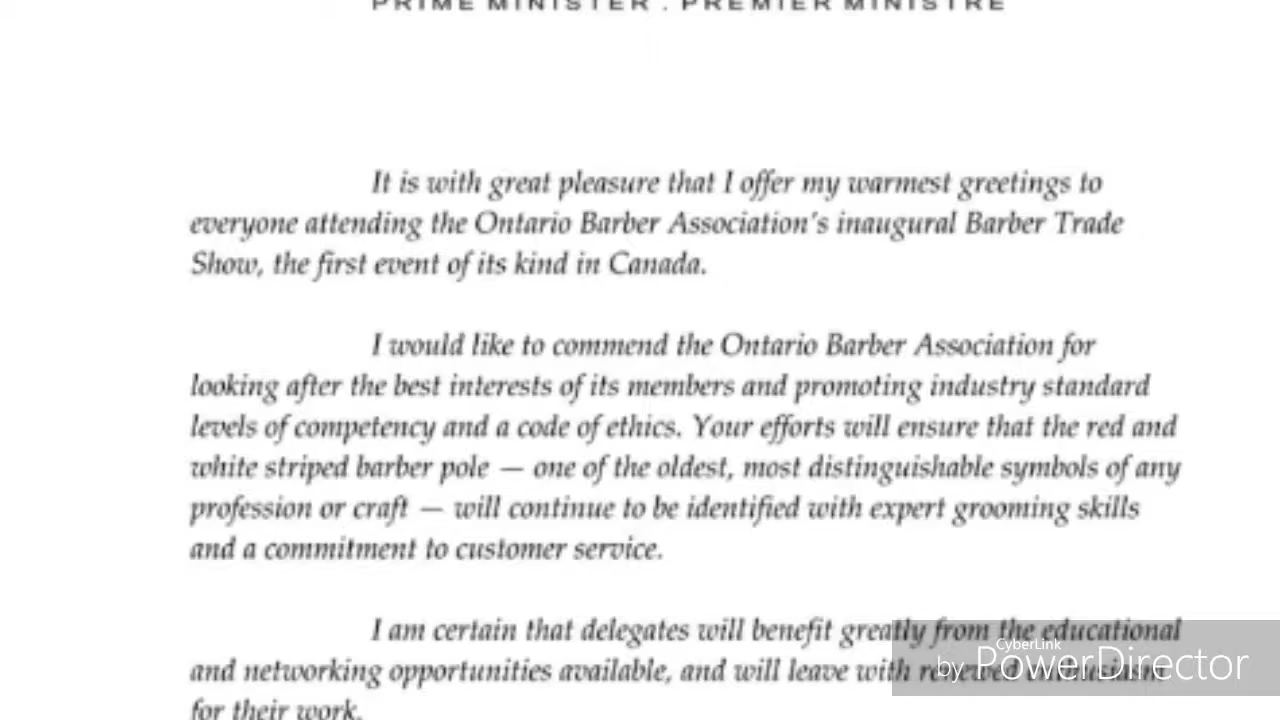 PRIME MINISTER . PREMIER MINISTRE
It is with great pleasure that I offer my warmest greetings to
everyone attending the Ontario Barber Association's inaugural Barber Trade
Show, the first event of its kind in Canada.
I would like to commend the Ontario Barber Association for
looking after the best interests of its members and promoting industry standard
levels of competency and a code of ethics. Your efforts will ensure that the red and
white striped barber pole — one of the oldest, most distinguishable symbols of any
profession or craft — will continue to be identified with expert grooming skills
and a commitment to customer service.
I am certain that delegates will benefit greatly from the educational
and networking opportunities available, and will leave with renewed enthusiasm
for their work.
CyberLink
by PowerDirector